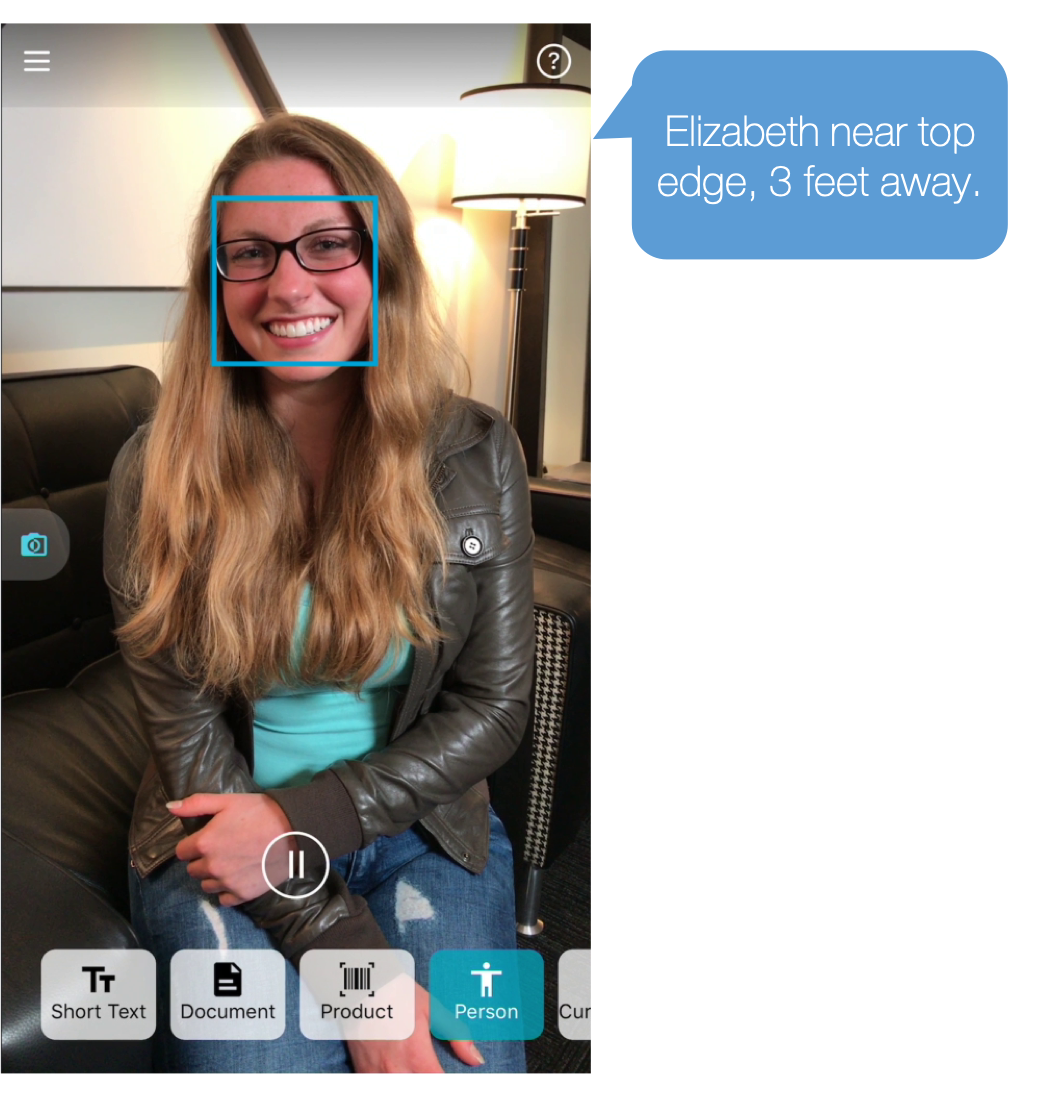 ?
Elizabeth near top
edge, 3 feet away.
Short Text
Document
Product
Person
Cur